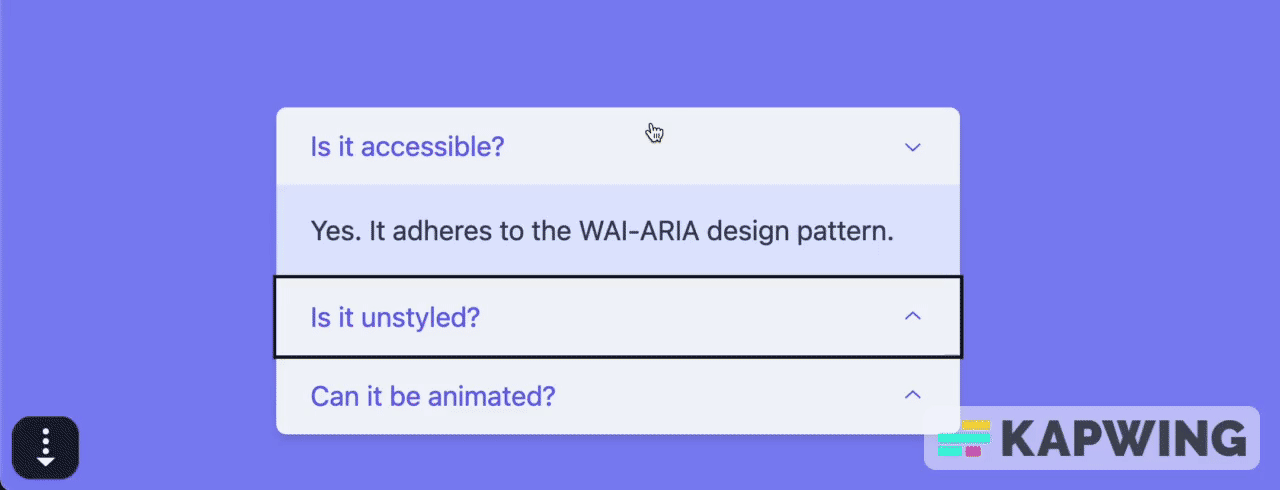 Is it accessible?
Yes. It adheres to the WAI-ARIA design pattern.
Is it unstyled?
Can it be animated?
KAPWING